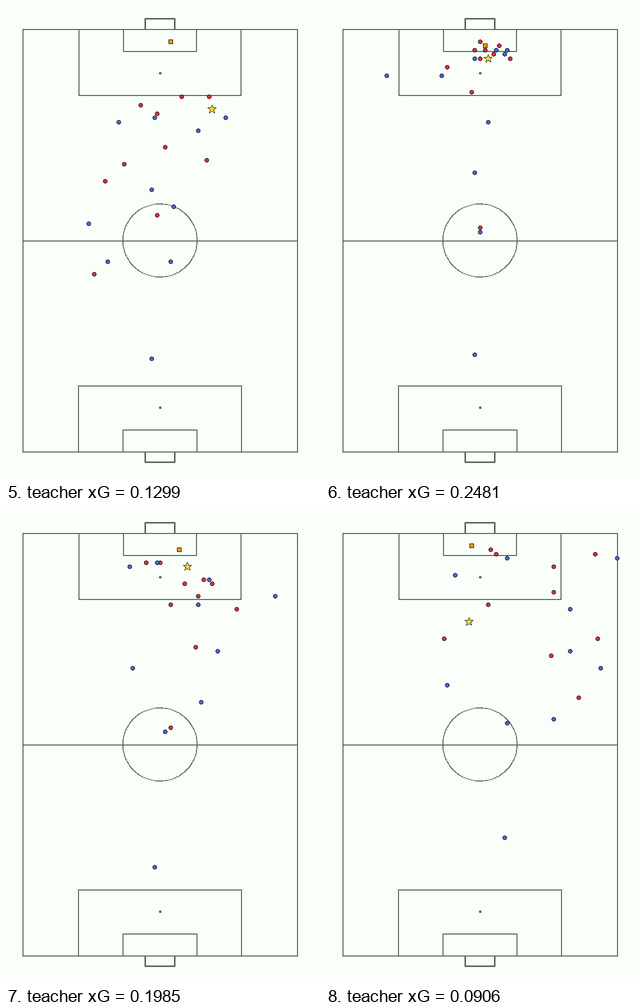 5. teacher xG = 0.1299
6. teacher xG = 0.2481
7. teacher xG = 0.1985
8. teacher xG = 0.0906